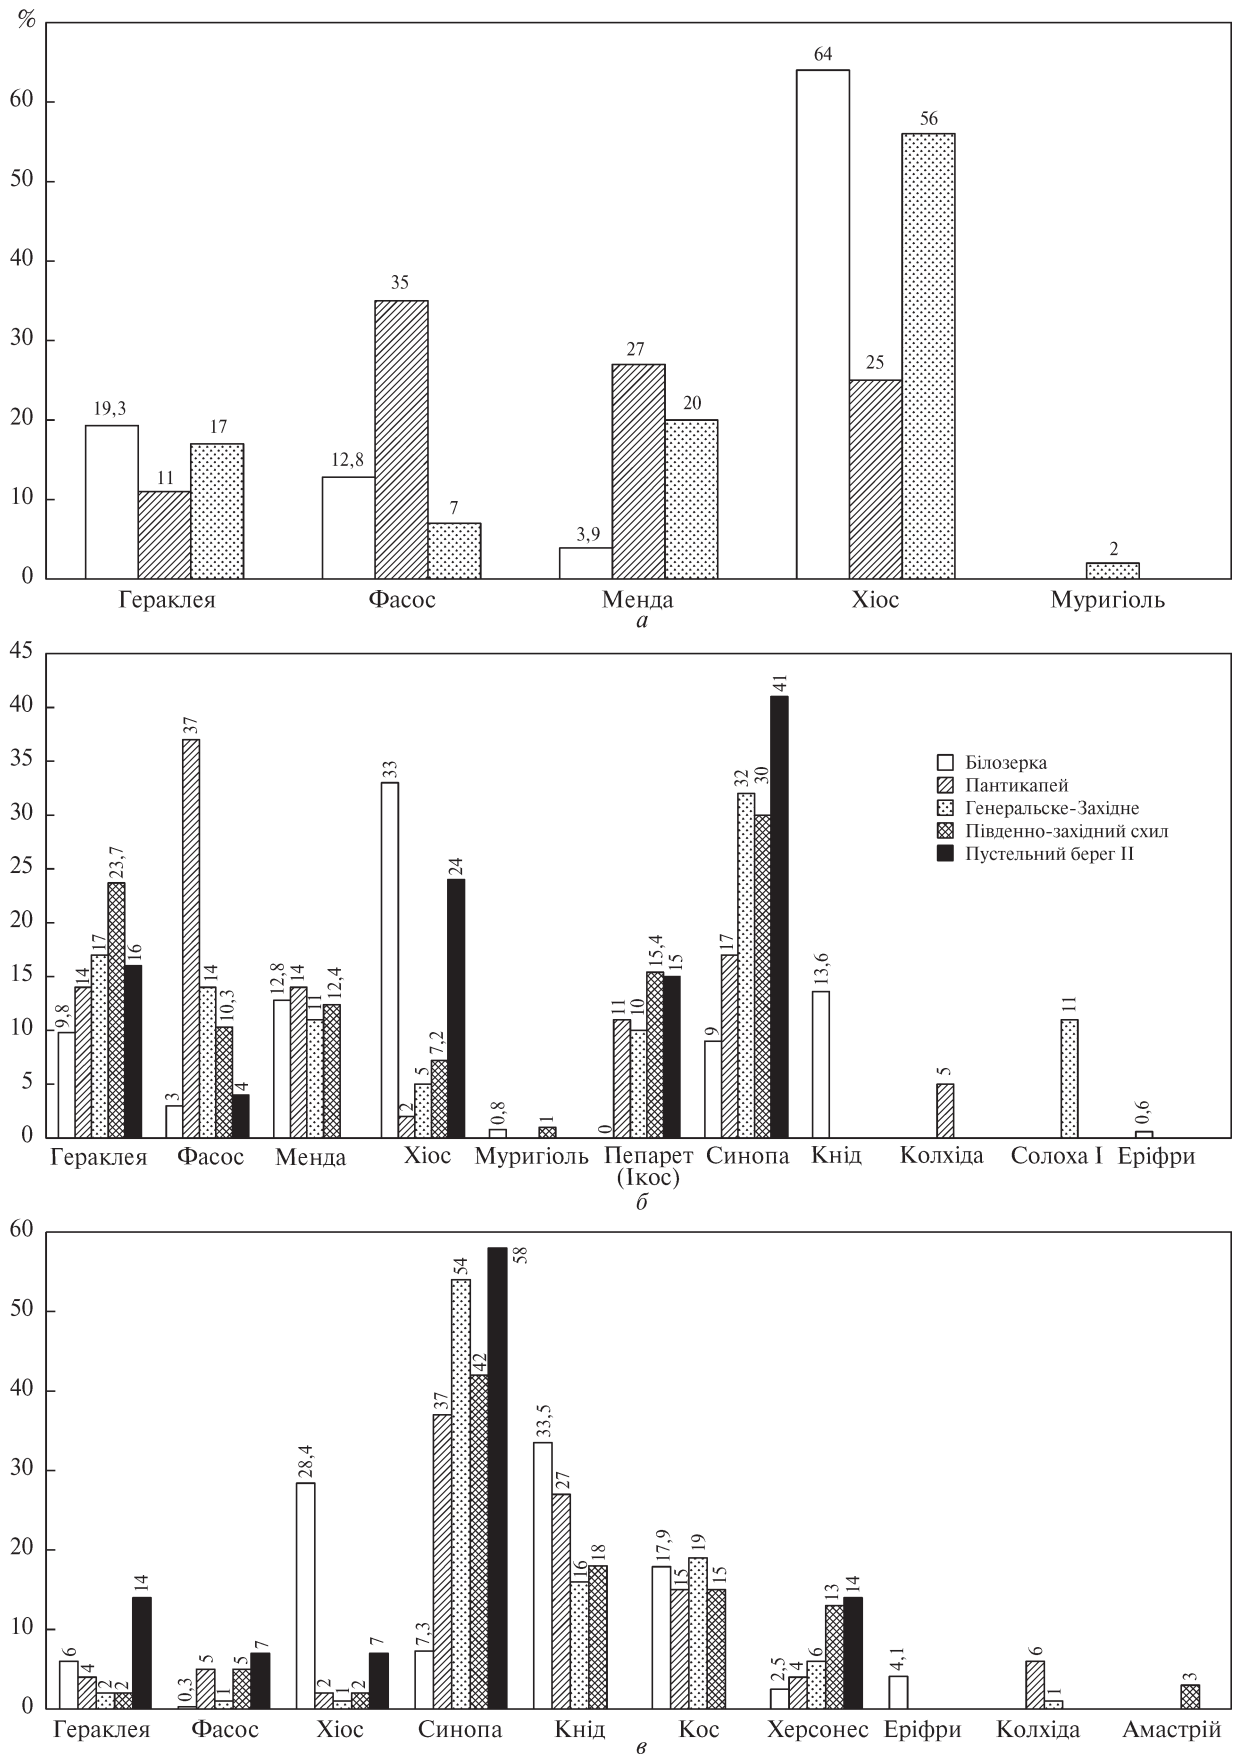 %
60
50
40
30
20
10
0
19,3 11 17
12,8 35 7
3,9 27 20
64 25 56
2
Гераклея Фасос Менда Хіос Муригіоль
а
45
40
35
30
25
20
15
10
5
0
9,8 14 17 23,7 16
3 37 14 10,3 4
12,8 14 11 12,4
33 2 5 7,2 24
0,8 1
0 11 10 15,4 15
9 17 32 30 41
13,6
5
11
0,6
Білозерка
Пантикапей
Генеральске-Західне
Південно-західний схил
Пустельний берег II
Гераклея Фасос Менда Хіос Муригіоль Пепарет Синопа Кнід Колхіда Солоха I Еріфри
(Ікос)
б
60
50
40
30
20
10
0
6 4 2 2 14
0,3 5 1 5 7
28,4 2 1 2 7
7,3 37 54 42 58
33,5 27 16 18
17,9 15 19 15
2,5 4 6 13 14
4,1
6 1
3
Гераклея Фасос Хіос Синопа Кнід Кос Херсонес Еріфри Колхіда Амастрій
в